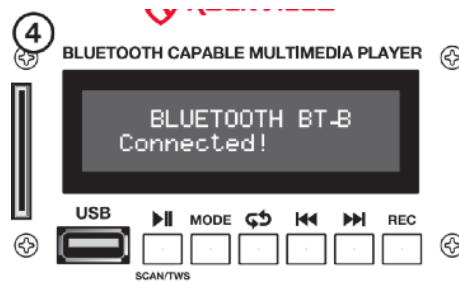 4
BLUETOOTH CAPABLE MULTIMEDIA PLAYER
BLUETOOTH BT-B
Connected!
USB
MODE
REC
SCAN/TWS